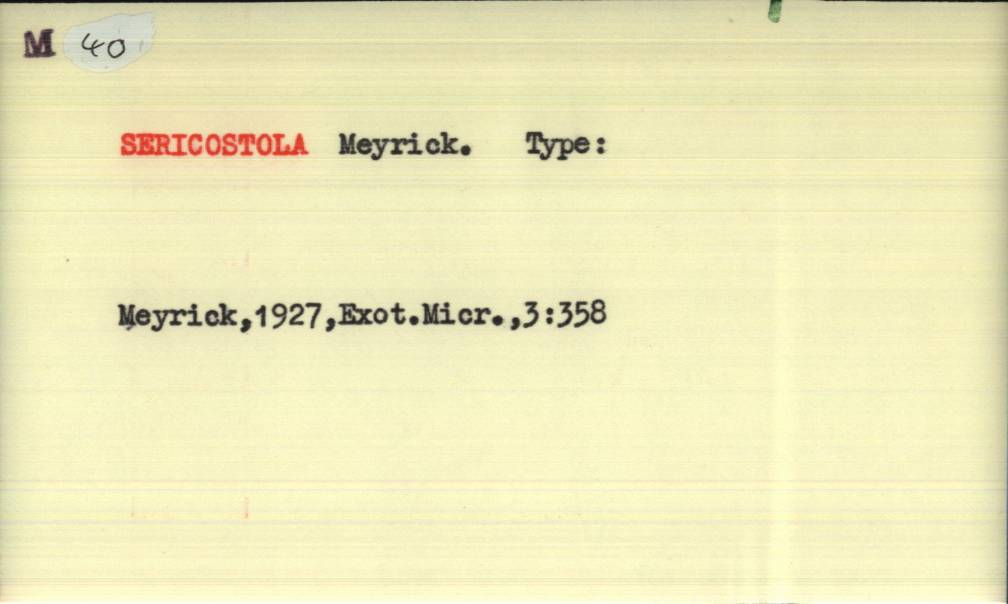 M 40
SERICOSTOLA Meyrick. Type:
Meyrick,1927,Exot.Micr.,3:358